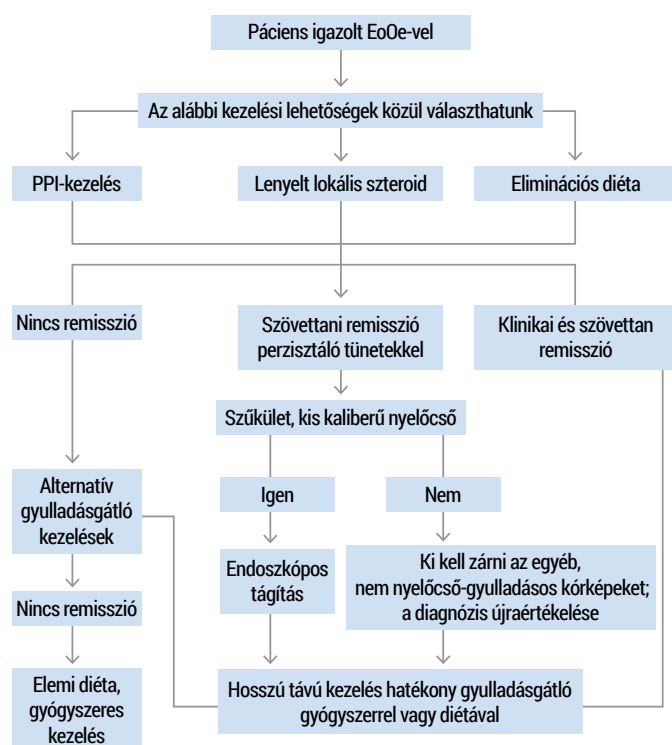 Páciens igazolt EoOe-vel
Az alábbi kezelési lehetőségek közül választhatunk
PPI-kezelés
Lenyelt lokális szteroid
Eliminációs diéta
Nincs remisszió
Szövettani remisszió
perzisztáló tünetekkel
Klinikai és szövettan
remisszió
Szűkület, kis kaliberű nyelőcső
Igen
Nem
Alternatív
gyulladásgátló
kezelések
Endoszkópos
tágítás
Ki kell zárni az egyéb,
nem nyelőcső-gyulladásos kórképeket;
a diagnózis újraértékelése
Nincs remisszió
Elemi diéta,
gyógyszeres
kezelés
Hosszú távú kezelés hatékony gyulladásgátló
gyógyszerrel vagy diétával